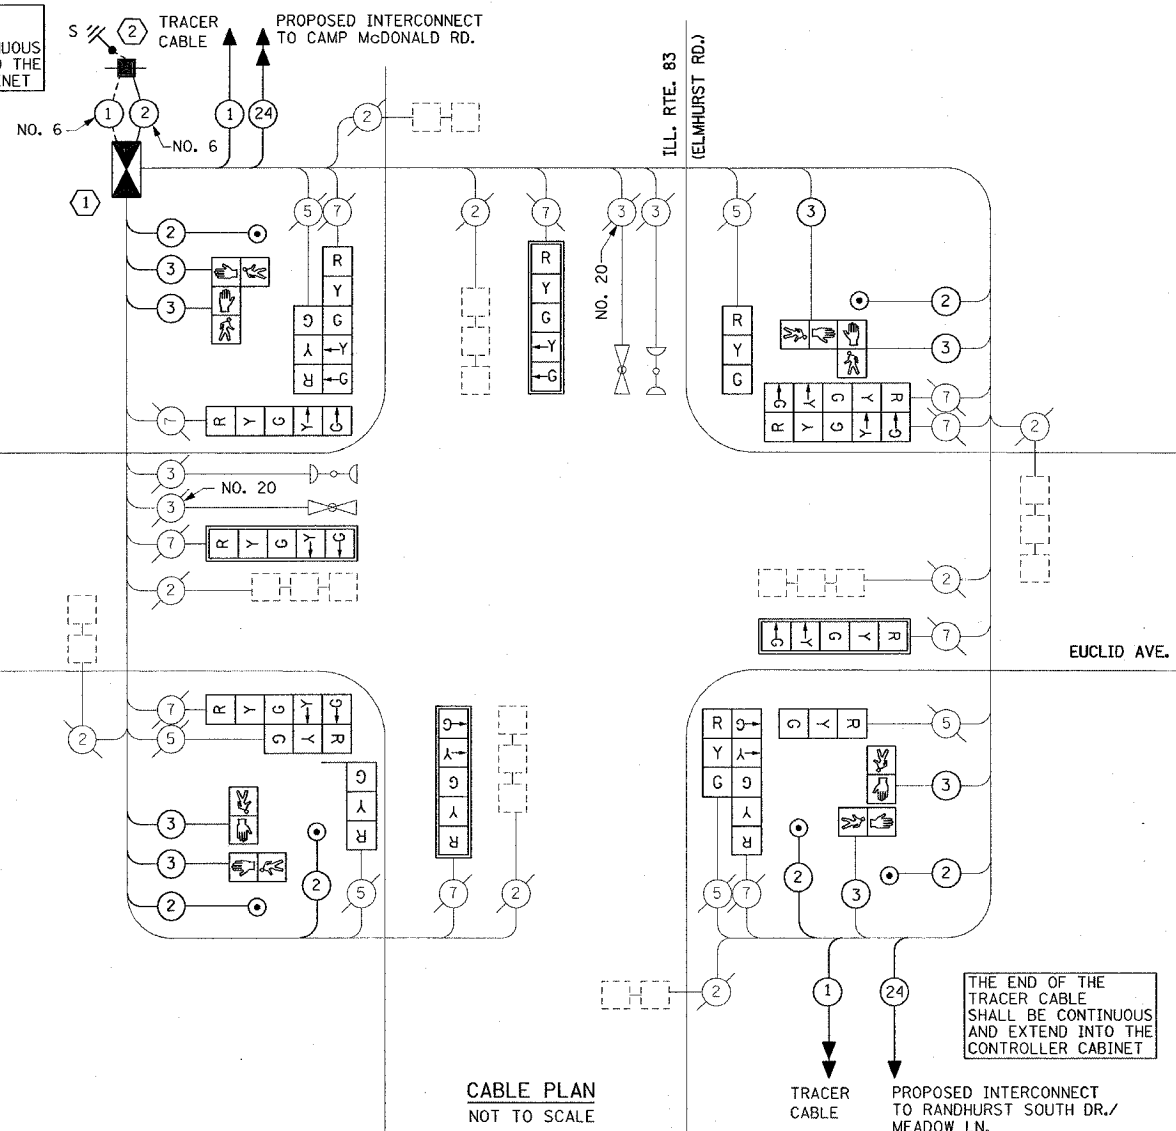 NUOUS
O THE
NET
S
2
TRACER
CABLE
PROPOSED INTERCONNECT
TO CAMP McDONALD RD.
ILL. RTE. 83
(ELMHURST RD.)
NO. 6
1
2
NO. 6
1
24
2
1
5
7
2
7
3
3
5
3
NO. 20
2
3
3
R
Y
G
Y
G
G
Y
R
R
Y
G
Y
G
R
Y
G
2
3
7
R Y G Y G
G Y G Y R
7
R Y G Y G
7
2
3
3
NO. 20
7
R Y G Y G
2
2
G Y G Y R
7
EUCLID AVE.
2
7
R Y G Y G
5
G Y R
G
Y
R
G
Y
G
Y
R
R
Y
G
G
Y
G
Y
R
G Y R
5
3
3
3
2
2
5
7
2
5
7
2
3
2
2
1
24
THE END OF THE
TRACER CABLE
SHALL BE CONTINUOUS
AND EXTEND INTO THE
CONTROLLER CABINET
CABLE PLAN
NOT TO SCALE
TRACER
CABLE
PROPOSED INTERCONNECT
TO RANDHURST SOUTH DR./
MEADOW LN.